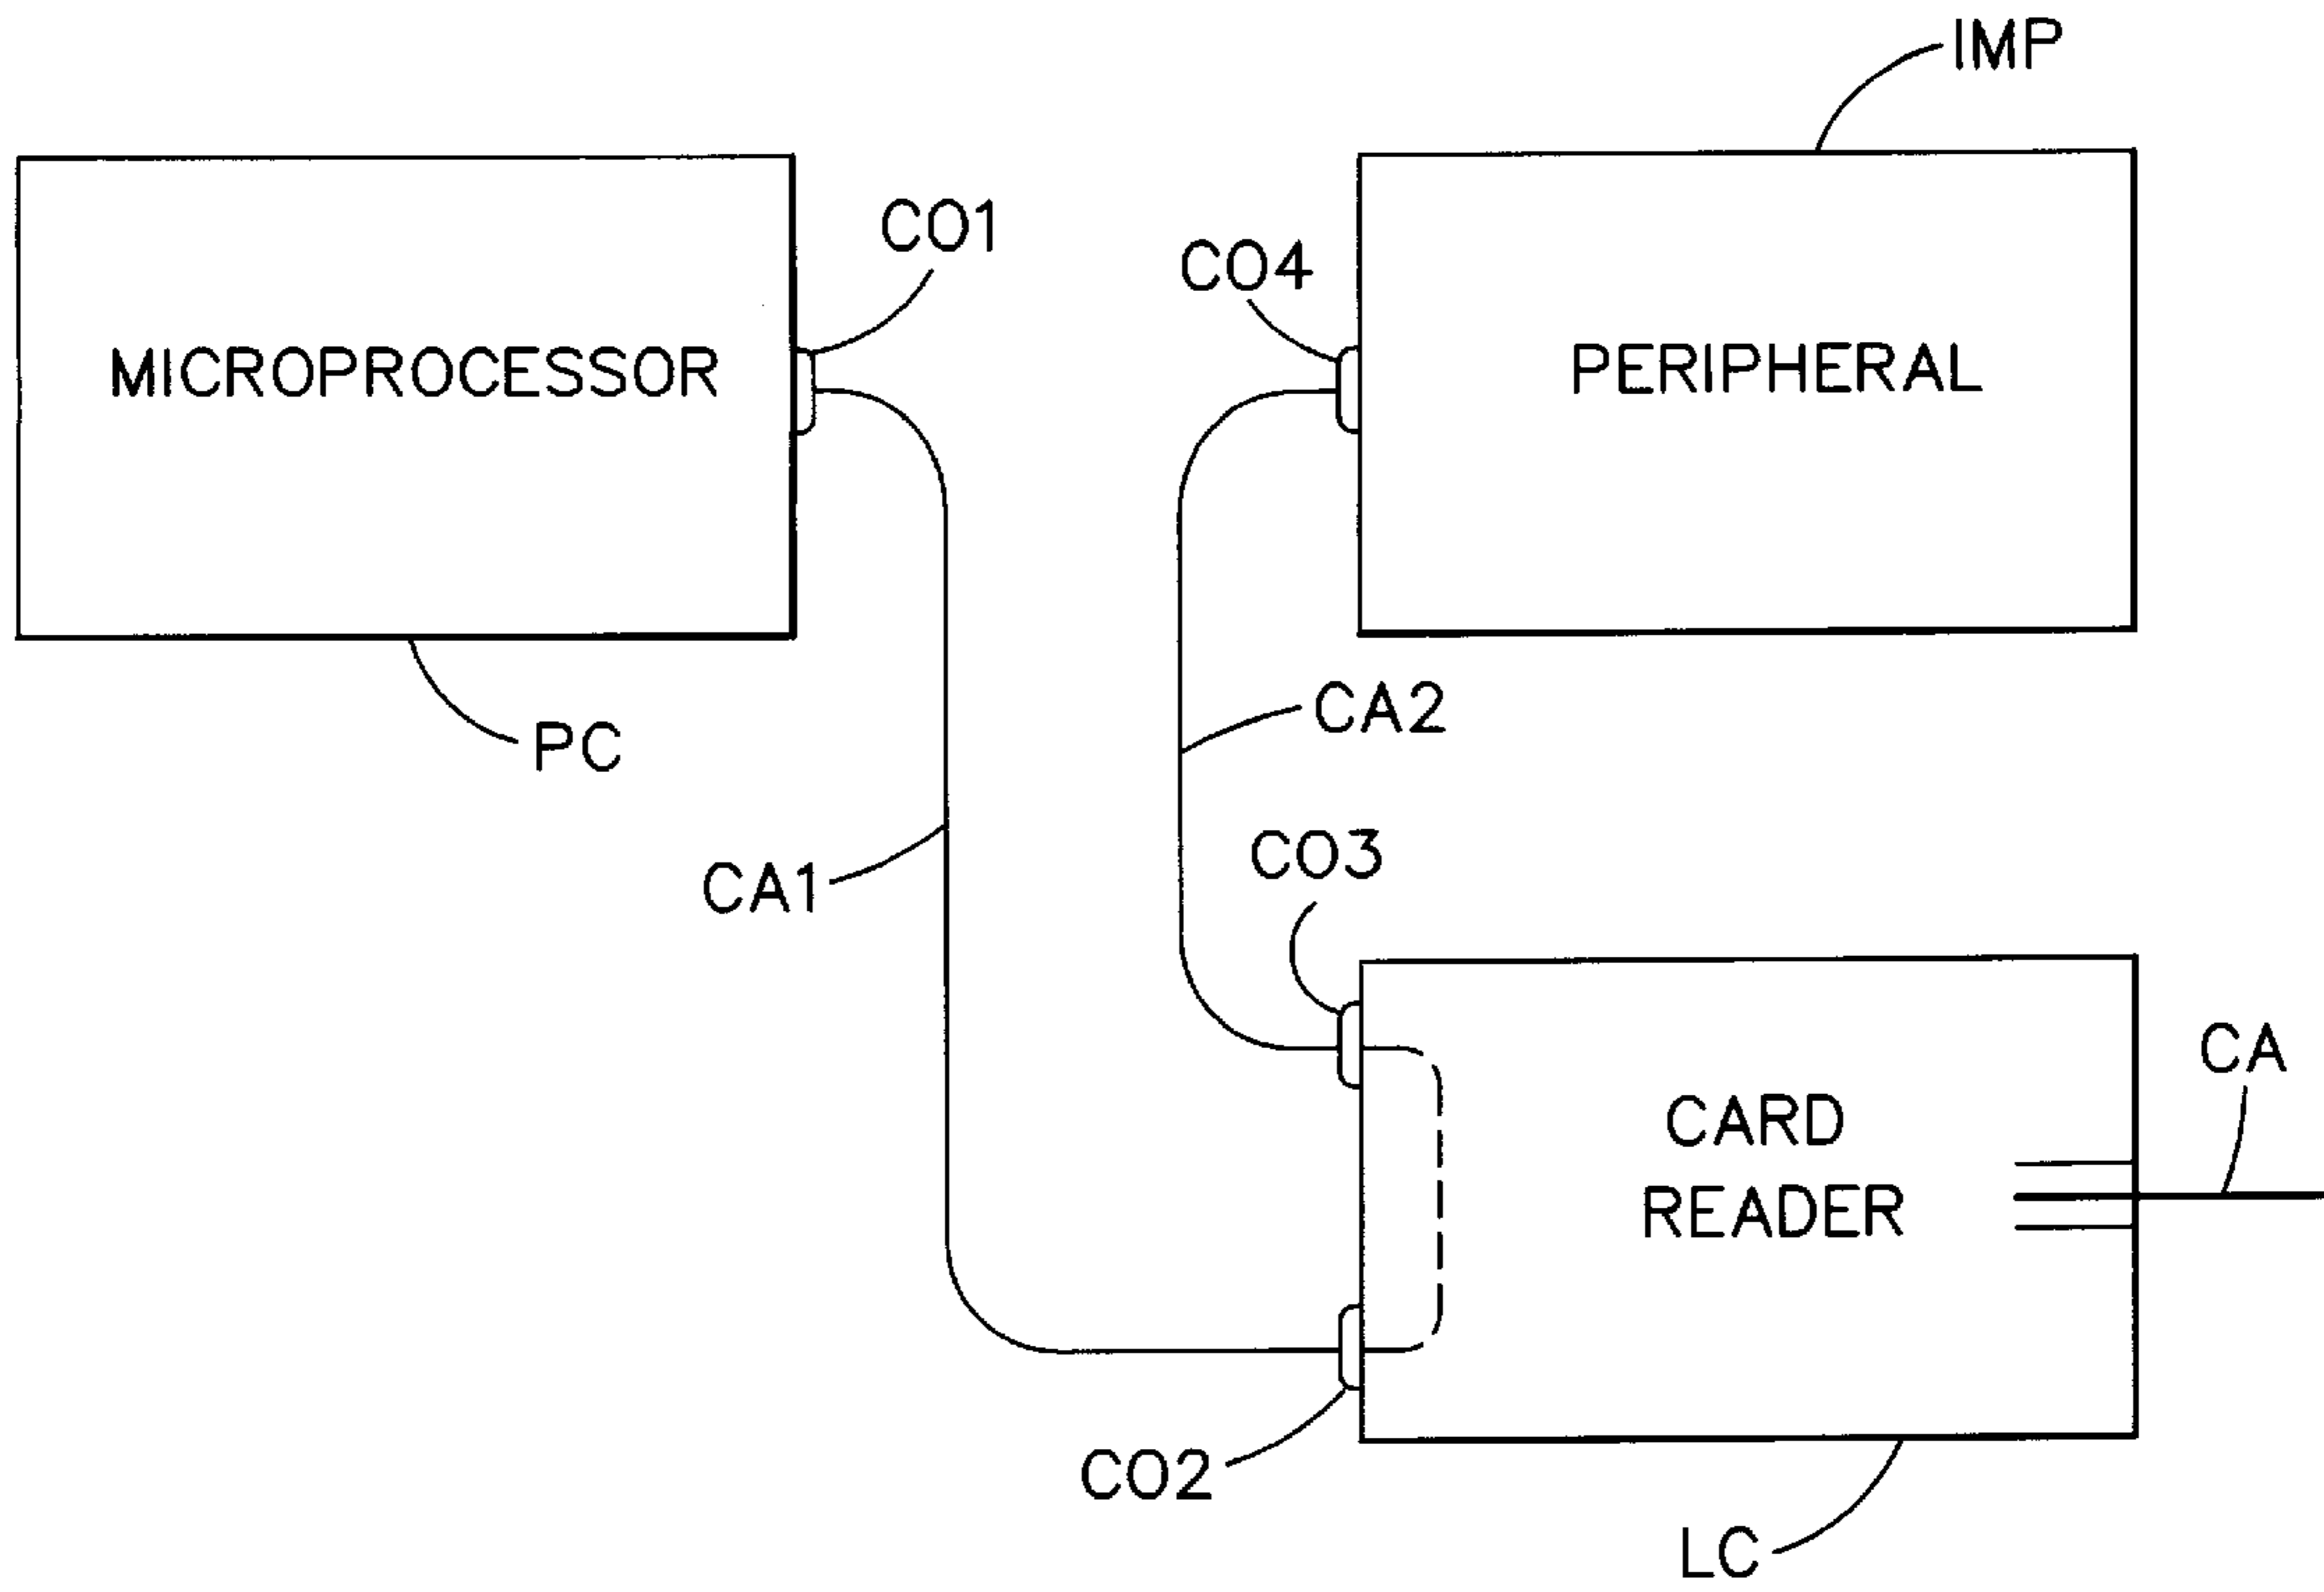 IMP
CO1
CO4
MICROPROCESSOR
PERIPHERAL
CA2
PC
CO3
CA1
CA
CARD
READER
CO2
LC